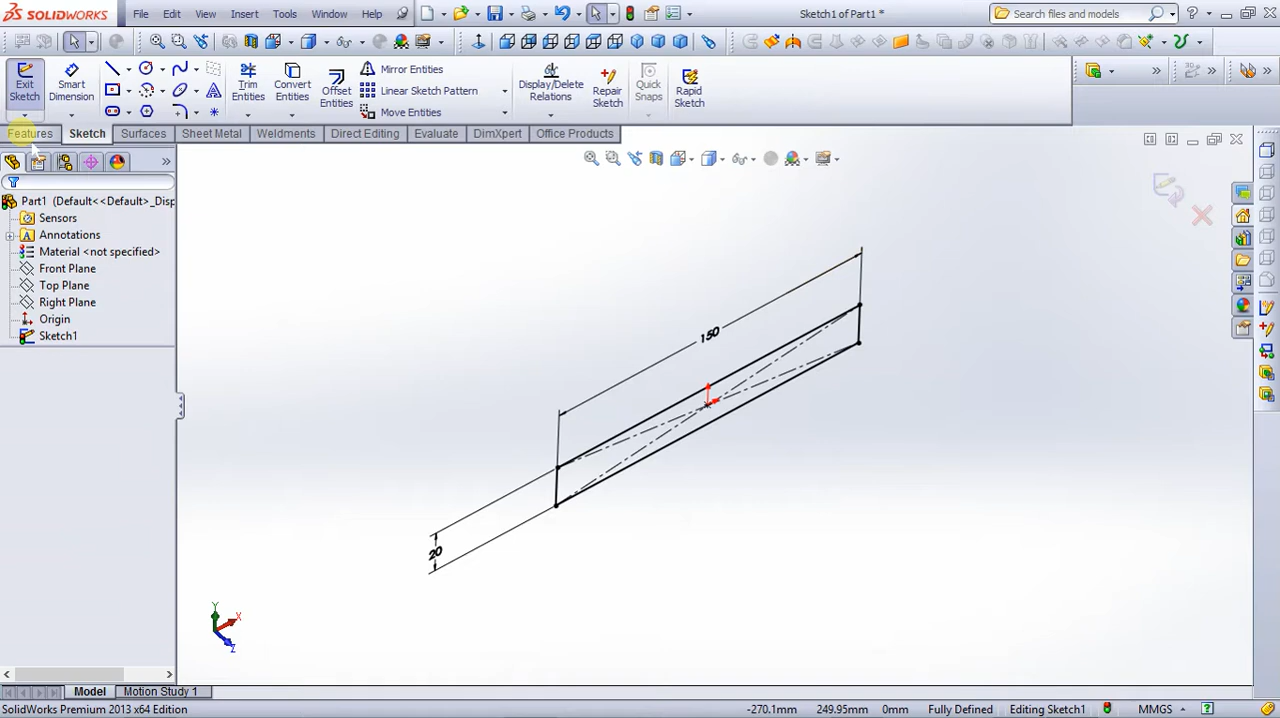 SOLIDWORKS File Edit View Insert Tools Window Help Sketch1 of Part1 * Search files and models
Exit Sketch
Smart Dimension
Trim Entities
Convert Entities
Offset Entities
Mirror Entities
Linear Sketch Pattern
Move Entities
Display/Delete Relations
Repair Sketch
Quick Snaps
Rapid Sketch
Features Sketch Surfaces Sheet Metal Weldments Direct Editing Evaluate DimXpert Office Products
Part1 (Default<<Default>_Disp
Sensors
Annotations
Material <not specified>
Front Plane
Top Plane
Right Plane
Origin
Sketch1
150
20
Y
X
Z
Model Motion Study 1
SolidWorks Premium 2013 x64 Edition -270.1mm 249.95mm 0mm Fully Defined Editing Sketch1 MMGS